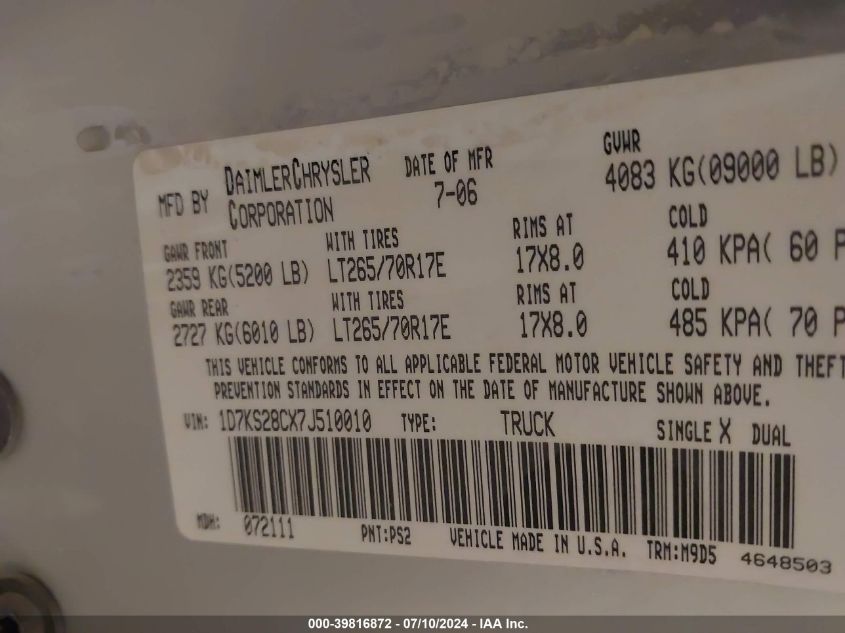 MFD BY DAIMLERCHRYSLER CORPORATION DATE OF MFR 7-06 GVWR 4083 KG(09000 LB)
GAWR FRONT WITH TIRES RIMS AT COLD
2359 KG(5200 LB) LT265/70R17E 17X8.0 410 KPA( 60 P
GAWR REAR WITH TIRES RIMS AT COLD
2727 KG(6010 LB) LT265/70R17E 17X8.0 485 KPA( 70 P
THIS VEHICLE CONFORMS TO ALL APPLICABLE FEDERAL MOTOR VEHICLE SAFETY AND THEFT
PREVENTION STANDARDS IN EFFECT ON THE DATE OF MANUFACTURE SHOWN ABOVE.
VIN: 1D7KS28CX7J510010 TYPE: TRUCK SINGLE X DUAL
MDH: 072111 PNT:PS2 VEHICLE MADE IN U.S.A. TRM:M9D5 4648503
000-39816872 - 07/10/2024 - IAA Inc.